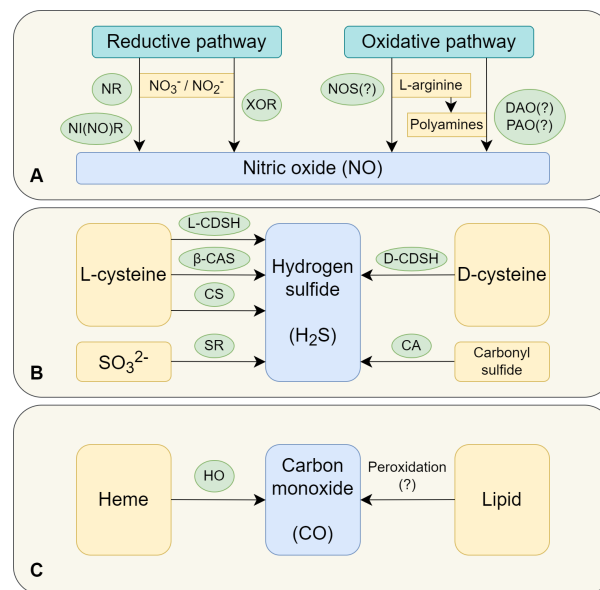 Reductive pathway
Oxidative pathway
NR
NO₃⁻ / NO₂⁻
XOR
NI(NO)R
NOS(?)
L-arginine
Polyamines
DAO(?)
PAO(?)
Nitric oxide (NO)
A
L-cysteine
L-CDSH
β-CAS
CS
Hydrogen
sulfide
(H₂S)
D-CDSH
D-cysteine
SO₃²⁻
SR
CA
Carbonyl
sulfide
B
Heme
HO
Carbon
monoxide
(CO)
Peroxidation
(?)
Lipid
C